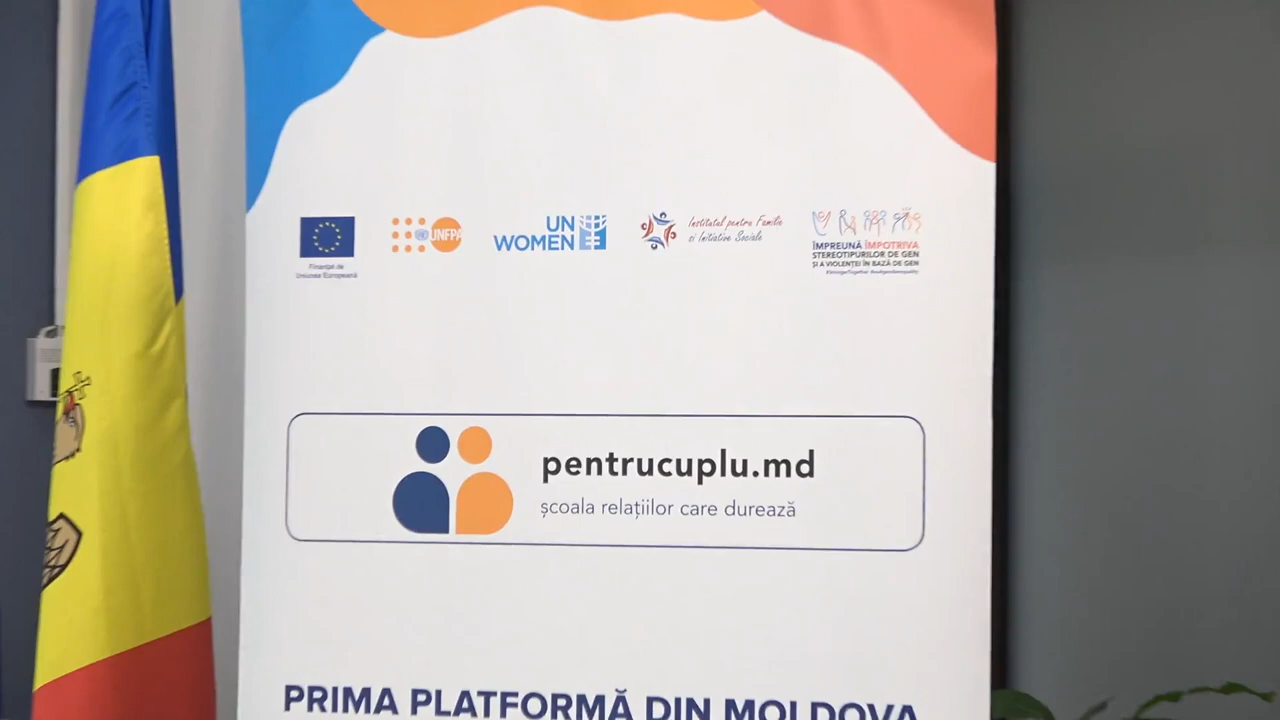 Finanțat de
Uniunea Europeană
UNFPA
UN
WOMEN
Institutul pentru Familie
și Inițiative Sociale
ÎMPREUNĂ ÎMPOTRIVA
STEREOTIPURILOR DE GEN
ȘI A VIOLENȚEI ÎN BAZĂ DE GEN
pentrucuplu.md
școala relațiilor care durează
PRIMA PLATFORMĂ DIN MOLDOVA